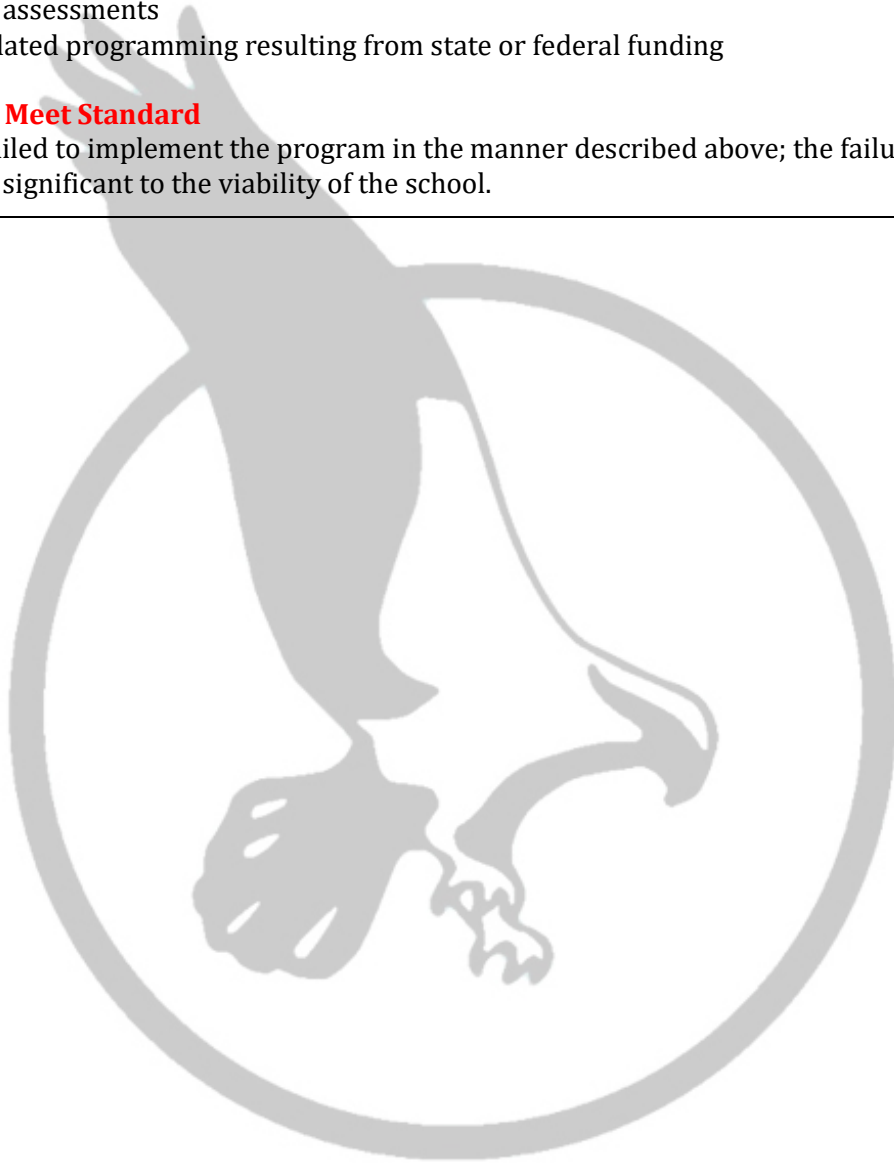 assessments
lated programming resulting from state or federal funding
Meet Standard
iled to implement the program in the manner described above; the failu
significant to the viability of the school.